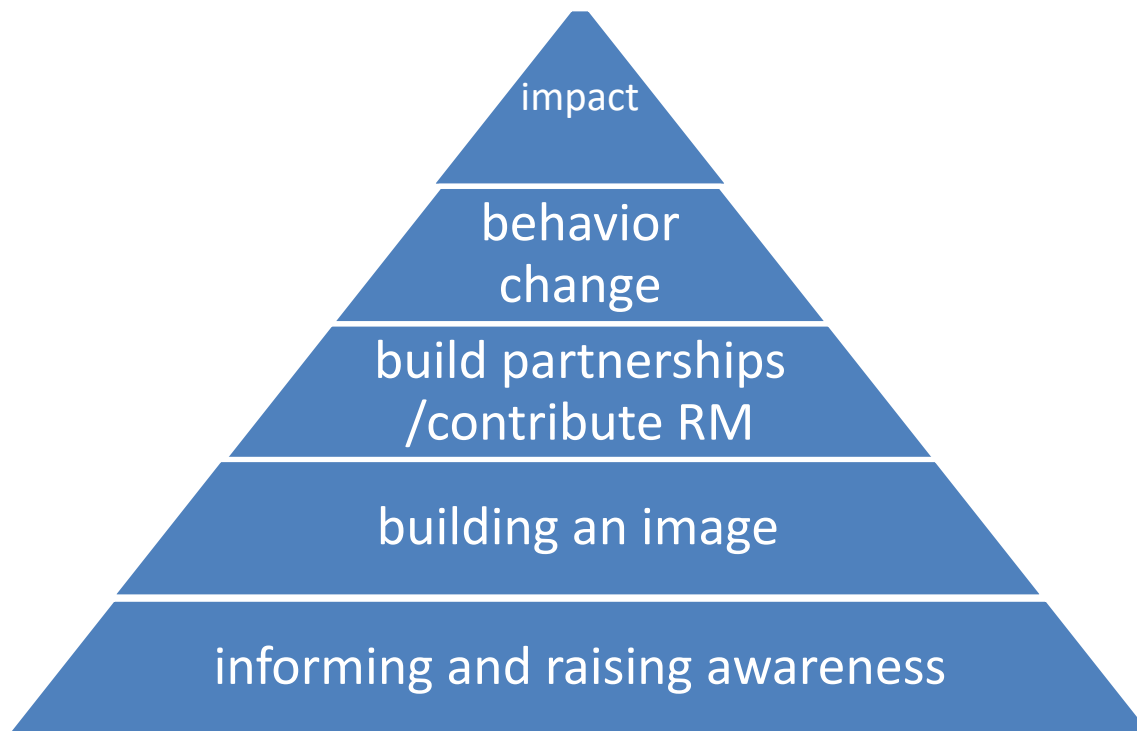 impact
behavior
change
build partnerships
/contribute RM
building an image
informing and raising awareness